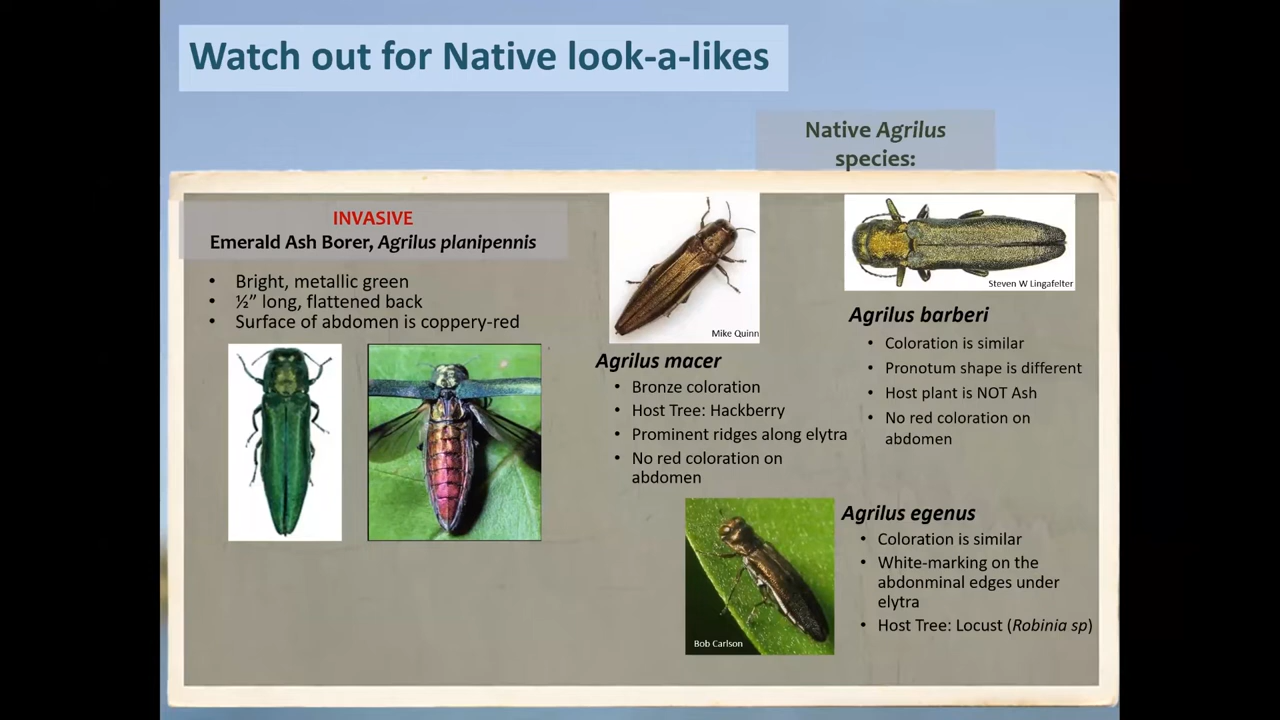 Watch out for Native look-a-likes
Native Agrilus
species:
INVASIVE
Emerald Ash Borer, Agrilus planipennis
• Bright, metallic green
• ½” long, flattened back
• Surface of abdomen is coppery-red
Mike Quinn
Agrilus macer
• Bronze coloration
• Host Tree: Hackberry
• Prominent ridges along elytra
• No red coloration on
abdomen
Steven W Lingafelter
Agrilus barberi
• Coloration is similar
• Pronotum shape is different
• Host plant is NOT Ash
• No red coloration on
abdomen
Bob Carlson
Agrilus egenus
• Coloration is similar
• White-marking on the
abdonminal edges under
elytra
• Host Tree: Locust (Robinia sp)